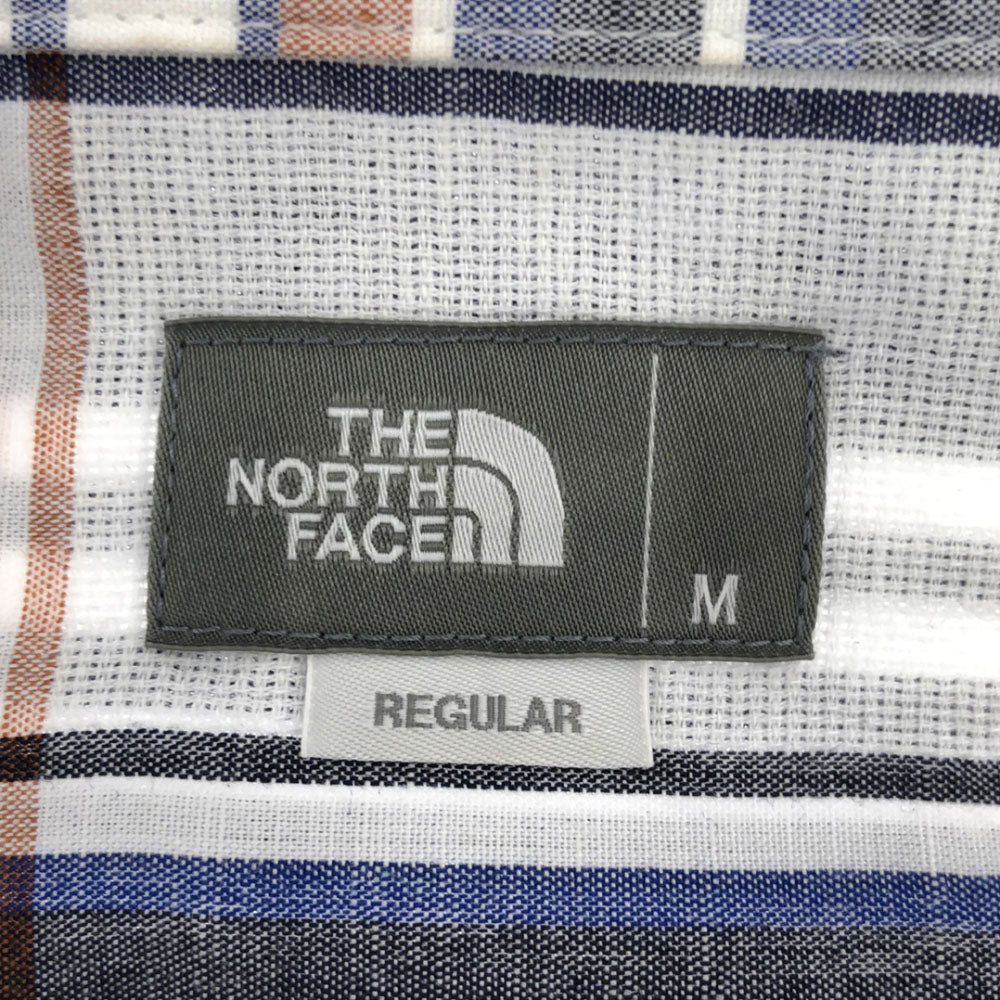 THE
NORTH
FACE
M
REGULAR